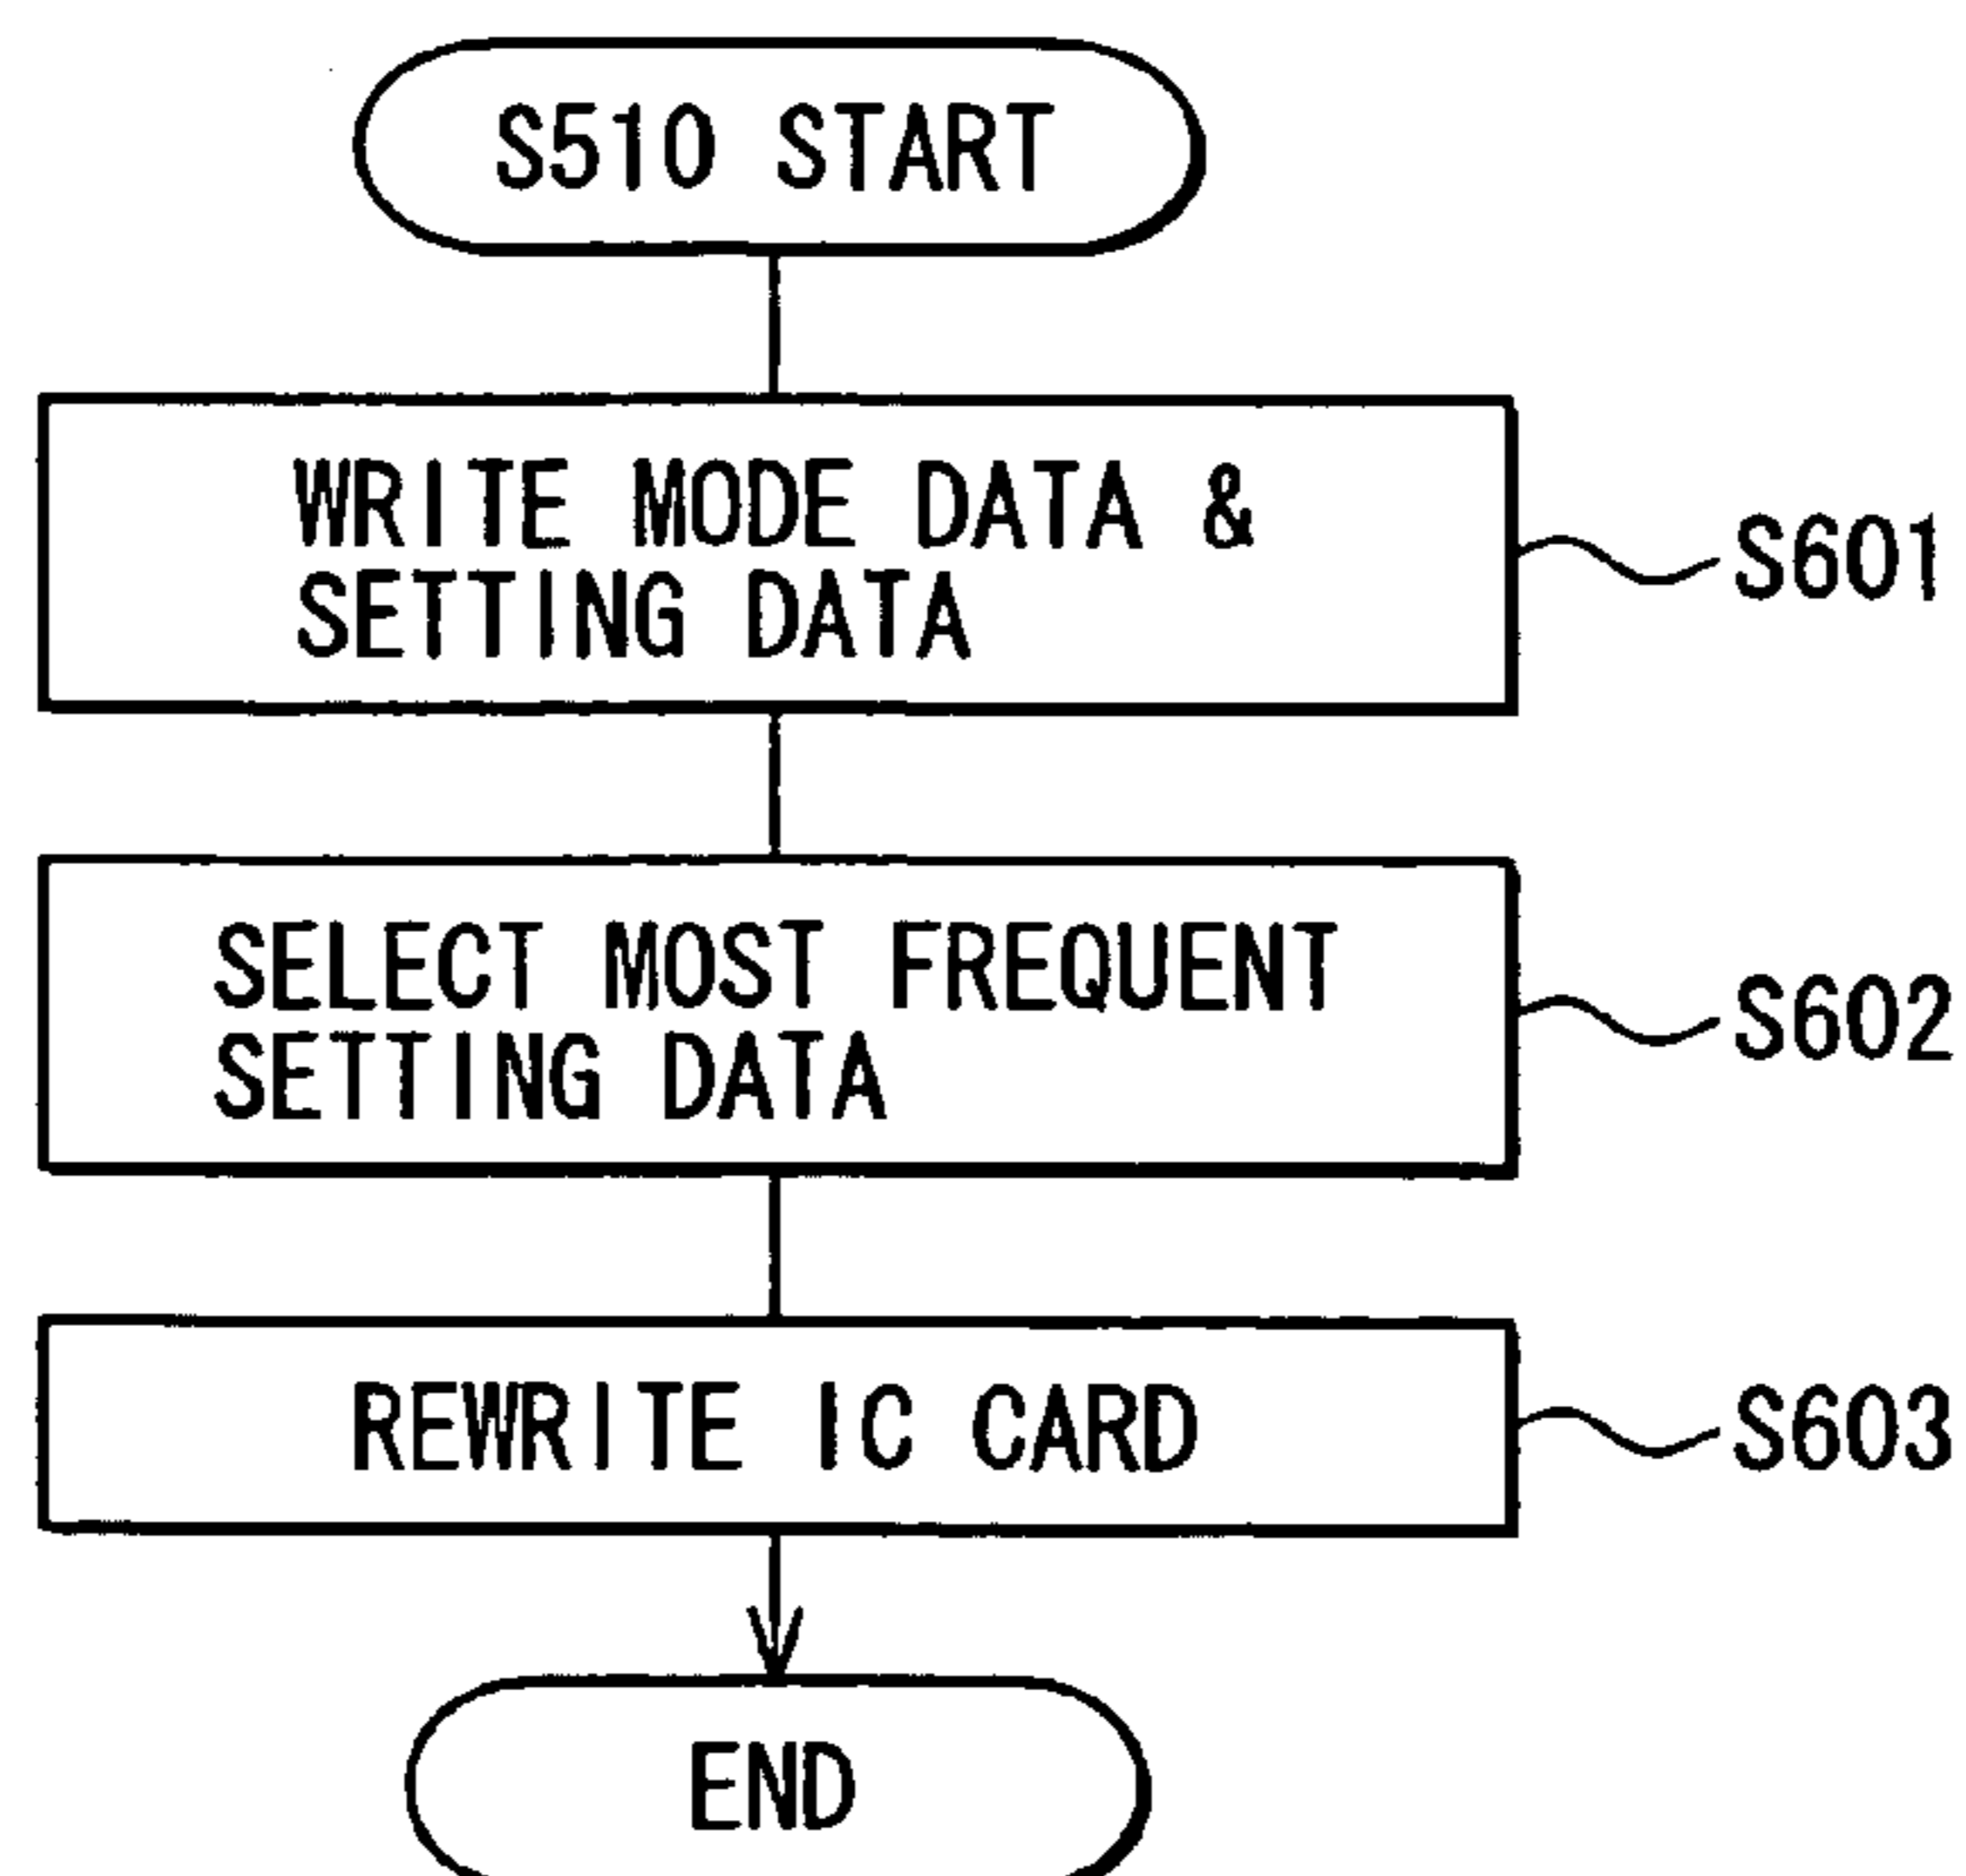 S510 START
WRITE MODE DATA &
SETTING DATA
S601
SELECT MOST FREQUENT
SETTING DATA
S602
REWRITE IC CARD
S603
END